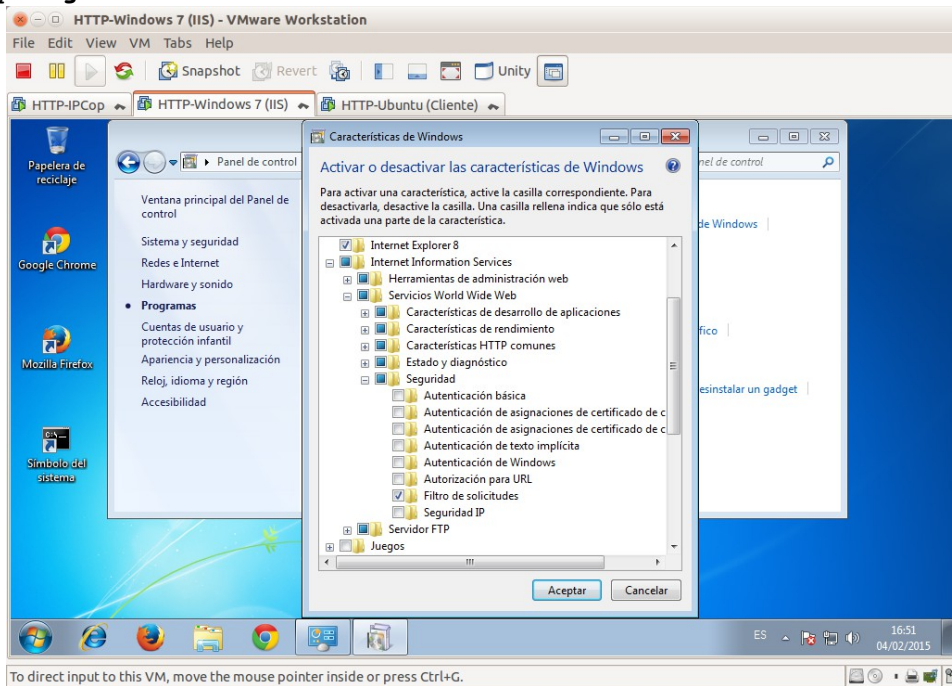 HTTP-Windows 7 (IIS) - VMware Workstation
File Edit View VM Tabs Help
Snapshot Revert Unity
HTTP-IPCop HTTP-Windows 7 (IIS) HTTP-Ubuntu (Cliente)
Papelera de
reciclaje
Google Chrome
Mozilla Firefox
Símbolo del
sistema
Panel de control
Ventana principal del Panel de
control
Sistema y seguridad
Redes e Internet
Hardware y sonido
Programas
Cuentas de usuario y
protección infantil
Apariencia y personalización
Reloj, idioma y región
Accesibilidad
Características de Windows
Activar o desactivar las características de Windows
Para activar una característica, active la casilla correspondiente. Para
desactivarla, desactive la casilla. Una casilla rellena indica que sólo está
activada una parte de la característica.
Internet Explorer 8
Internet Information Services
Herramientas de administración web
Servicios World Wide Web
Características de desarrollo de aplicaciones
Características de rendimiento
Características HTTP comunes
Estado y diagnóstico
Seguridad
Autenticación básica
Autenticación de asignaciones de certificado de c
Autenticación de asignaciones de certificado de c
Autenticación de texto implícita
Autenticación de Windows
Autorización para URL
Filtro de solicitudes
Seguridad IP
Servidor FTP
Juegos
Aceptar Cancelar
nel de control
de Windows
fico
esinstalar un gadget
ES
16:51
04/02/2015
To direct input to this VM, move the mouse pointer inside or press Ctrl+G.